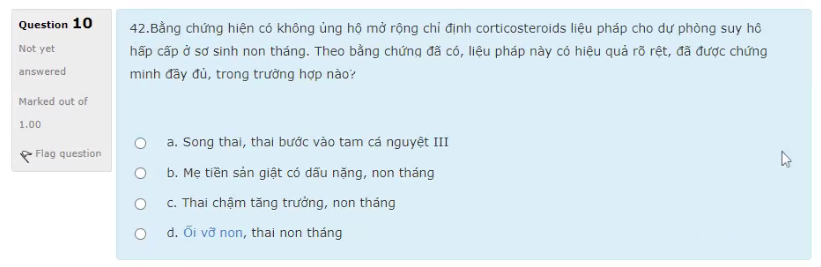 Question 10
Not yet
answered
Marked out of
1.00
Flag question
42.Bằng chứng hiện có không ủng hộ mở rộng chỉ định corticosteroids liệu pháp cho dự phòng suy hô
hấp cấp ở sơ sinh non tháng. Theo bằng chứng đã có, liệu pháp này có hiệu quả rõ rệt, đã được chứng
minh đầy đủ, trong trường hợp nào?
a. Song thai, thai bước vào tam cá nguyệt III
b. Mẹ tiền sản giật có dấu nặng, non tháng
c. Thai chậm tăng trưởng, non tháng
d. Ối vỡ non, thai non tháng